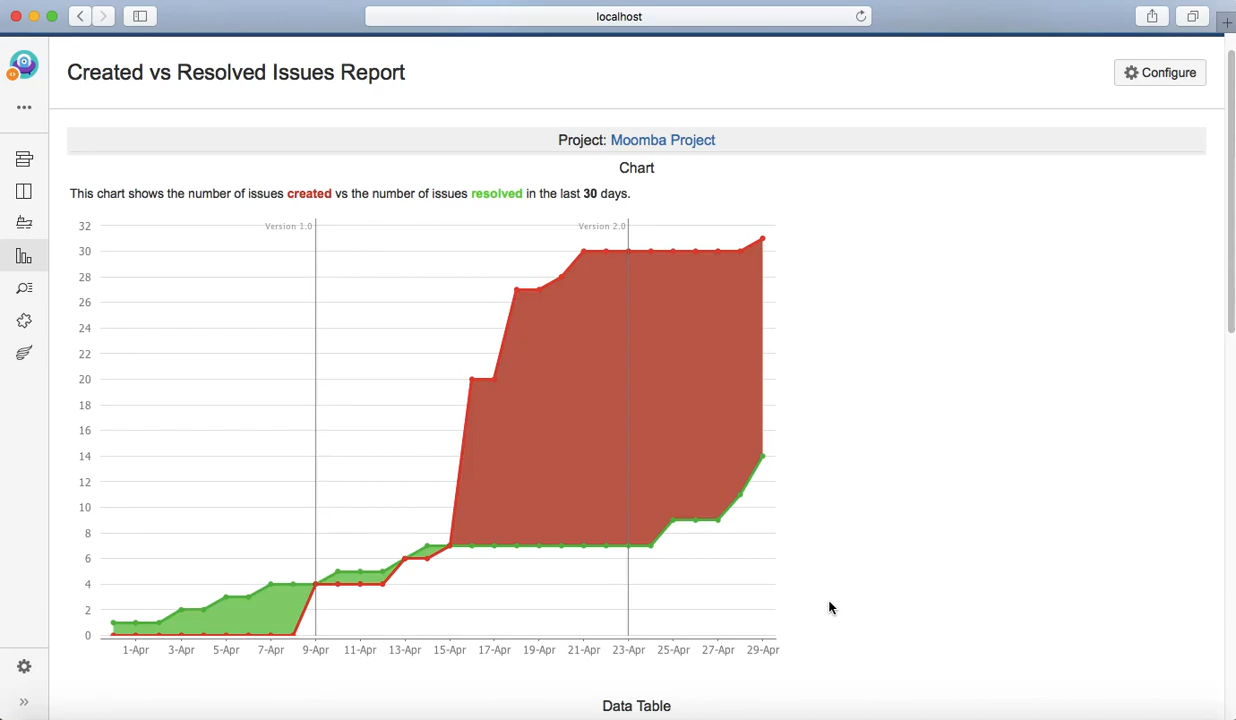 localhost
Created vs Resolved Issues Report
Configure
Project: Moomba Project
Chart
This chart shows the number of issues created vs the number of issues resolved in the last 30 days.
Version 1.0
Version 2.0
32
30
28
26
24
22
20
18
16
14
12
10
8
6
4
2
0
1-Apr 3-Apr 5-Apr 7-Apr 9-Apr 11-Apr 13-Apr 15-Apr 17-Apr 19-Apr 21-Apr 23-Apr 25-Apr 27-Apr 29-Apr
Data Table